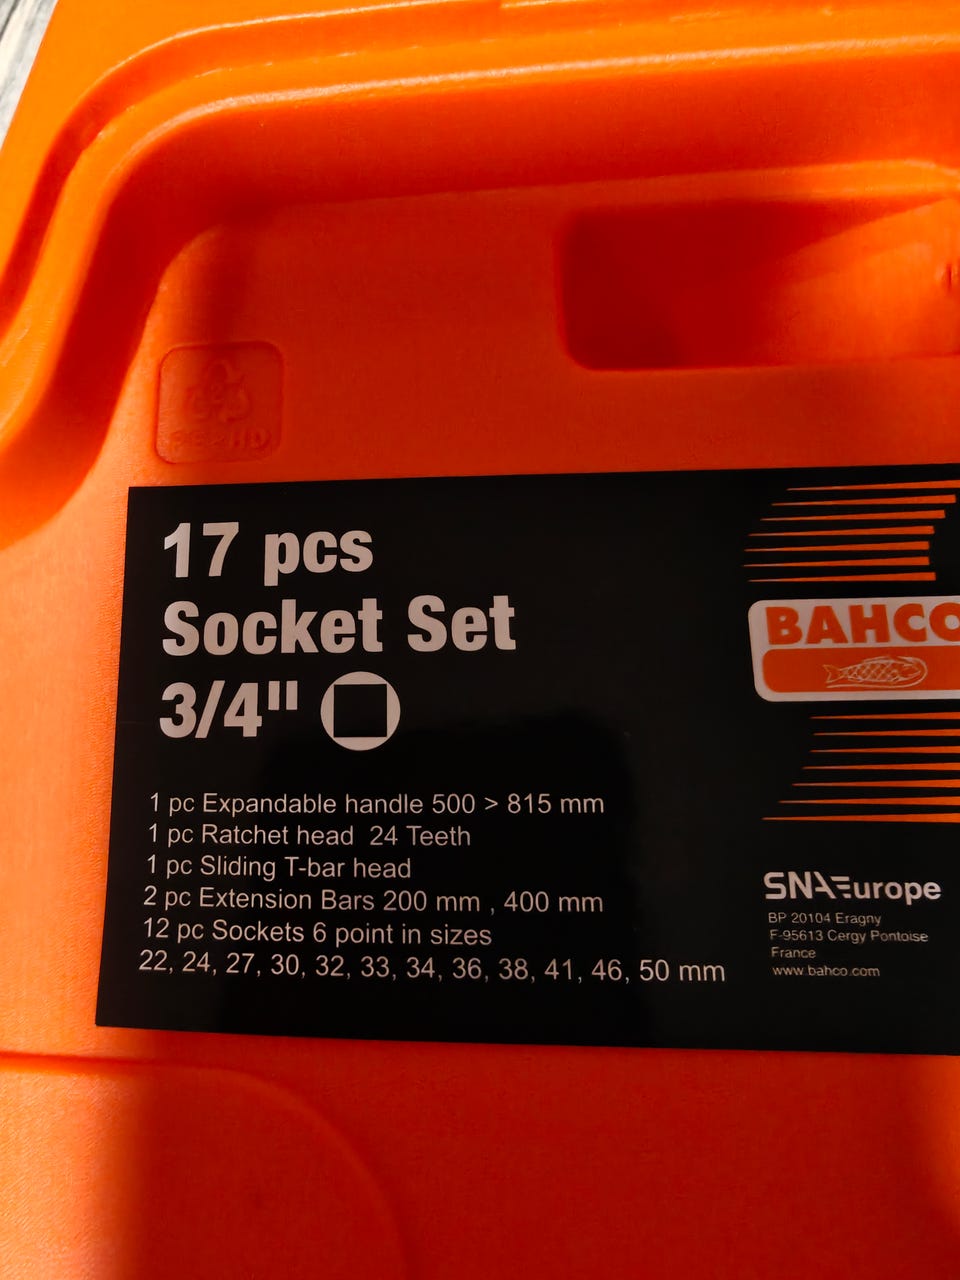 17 pcs
Socket Set
3/4"
1 pc Expandable handle 500 > 815 mm
1 pc Ratchet head 24 Teeth
1 pc Sliding T-bar head
2 pc Extension Bars 200 mm , 400 mm
12 pc Sockets 6 point in sizes
22, 24, 27, 30, 32, 33, 34, 36, 38, 41, 46, 50 mm
BAHCO
SNA Europe
BP 20104 Eragny
F-95613 Cergy Pontoise
France
www.bahco.com